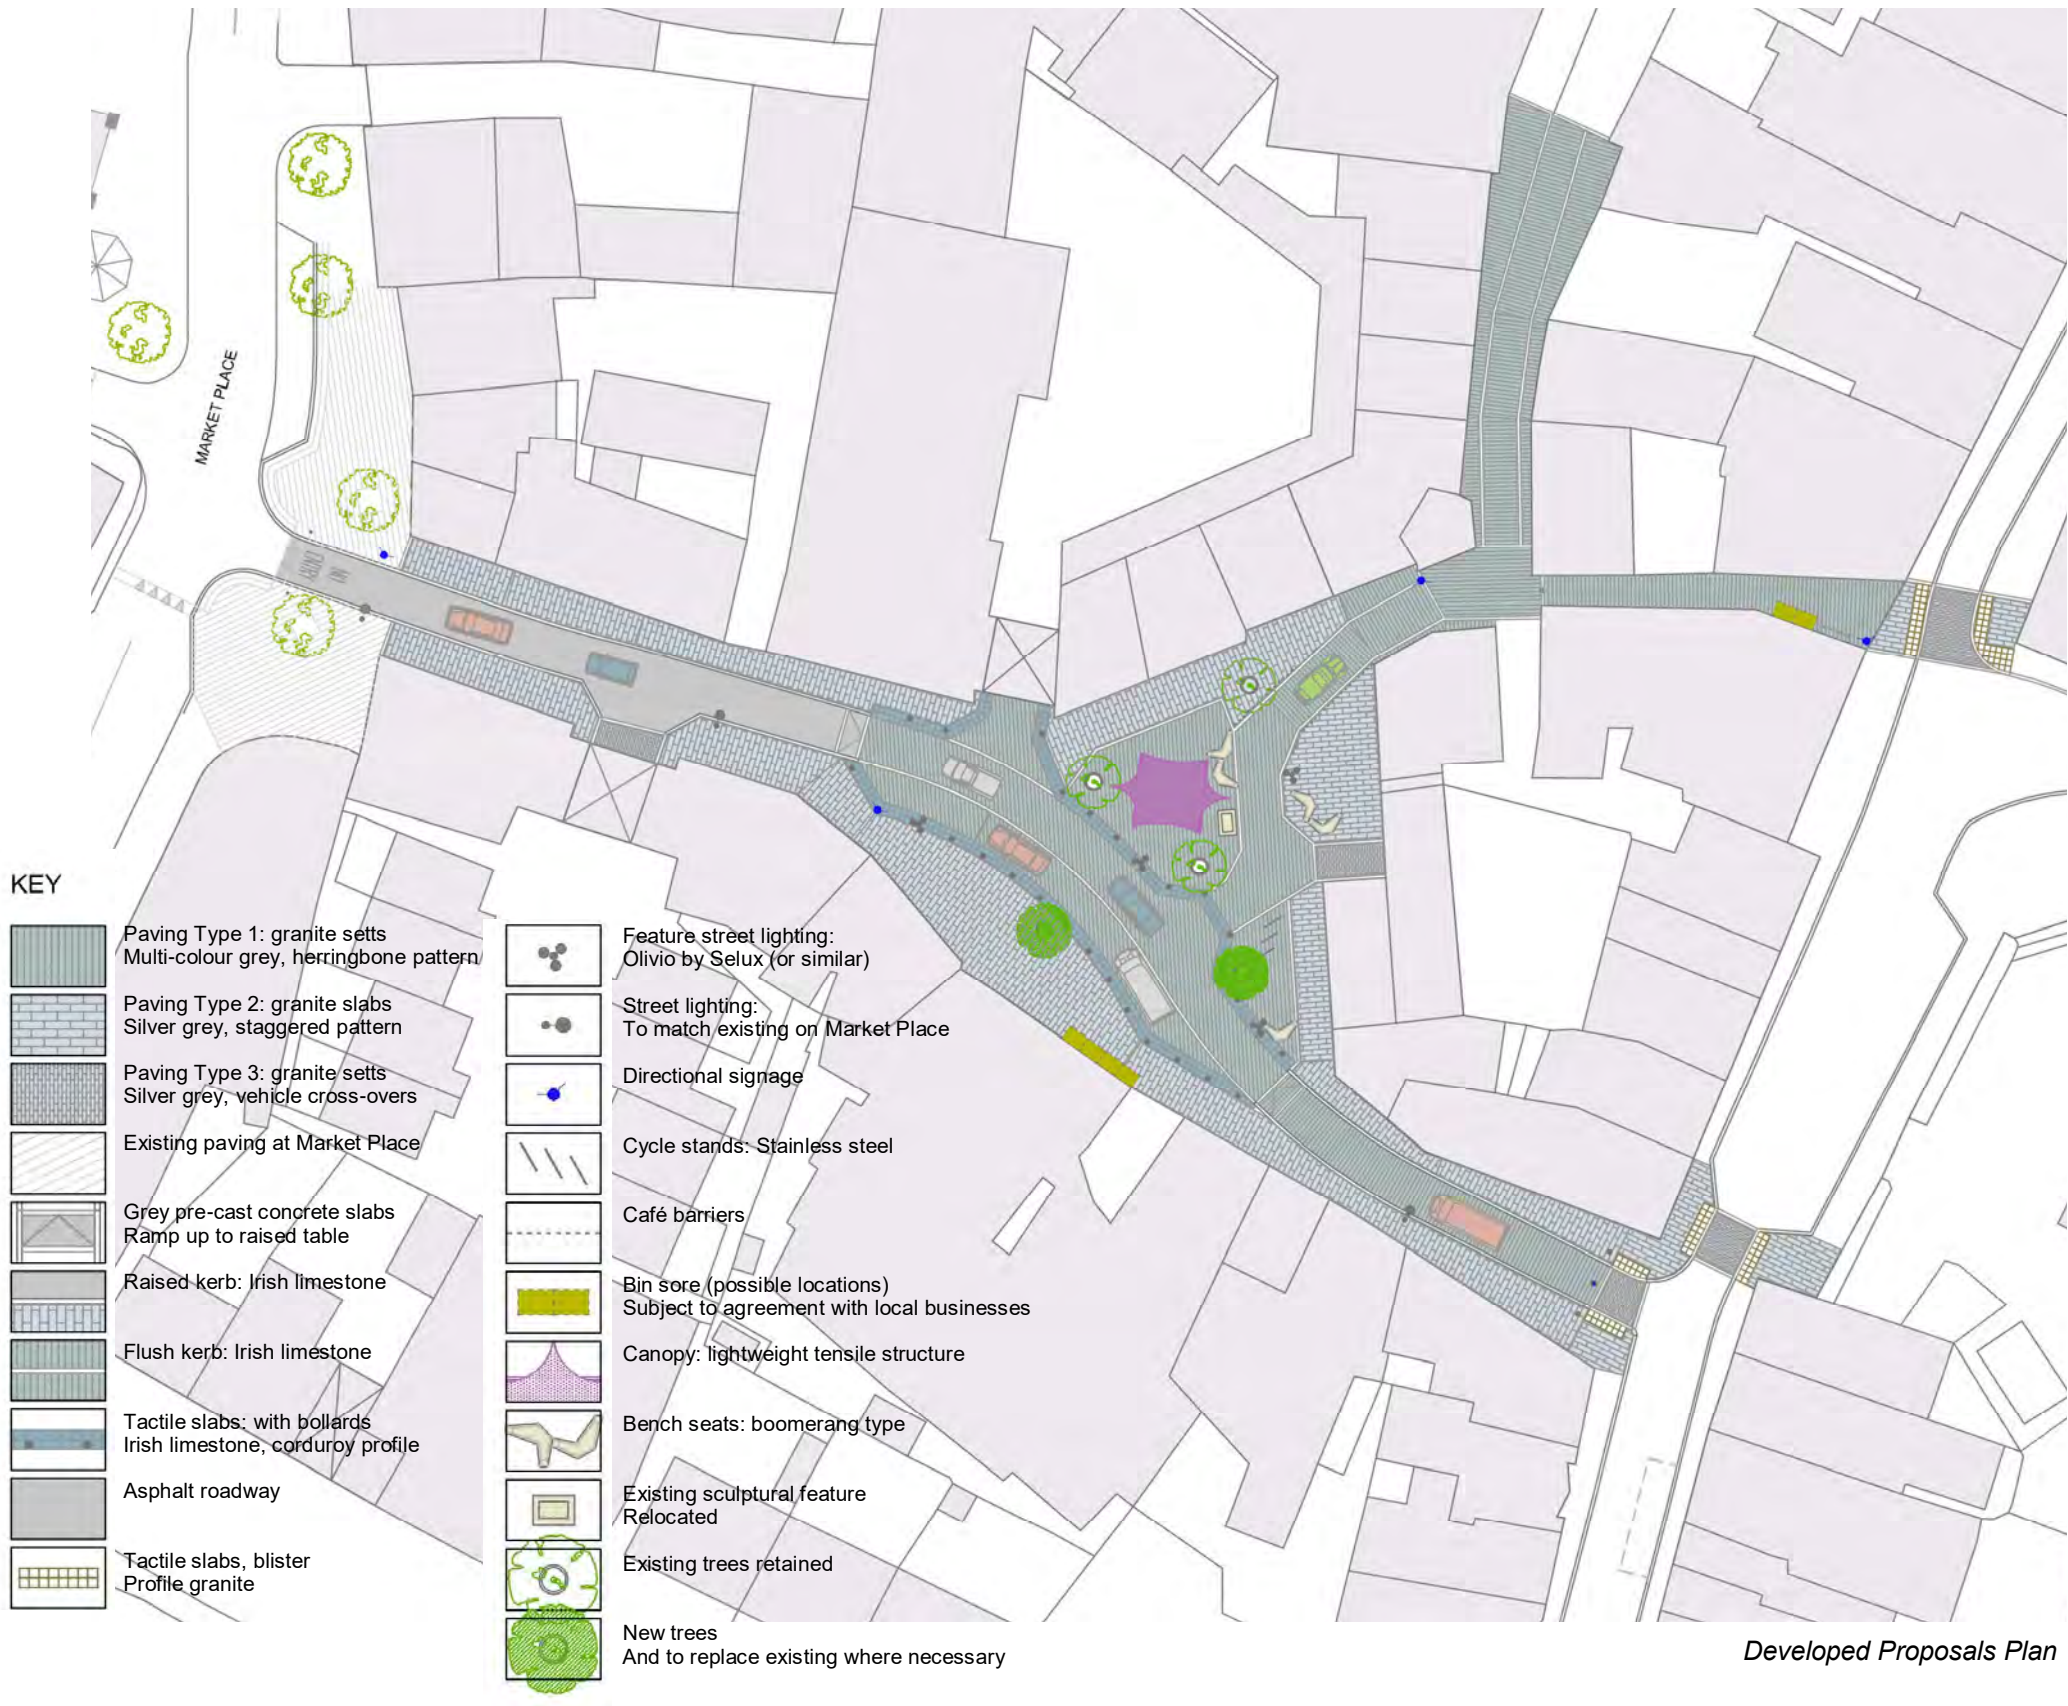 MARKET PLACE
NO
ENTRY
KEY
Paving Type 1: granite setts
Multi-colour grey, herringbone pattern
Paving Type 2: granite slabs
Silver grey, staggered pattern
Paving Type 3: granite setts
Silver grey, vehicle cross-overs
Existing paving at Market Place
Grey pre-cast concrete slabs
Ramp up to raised table
Raised kerb: Irish limestone
Flush kerb: Irish limestone
Tactile slabs: with bollards
Irish limestone, corduroy profile
Asphalt roadway
Tactile slabs, blister
Profile granite
Feature street lighting:
Olivio by Selux (or similar)
Street lighting:
To match existing on Market Place
Directional signage
Cycle stands: Stainless steel
Café barriers
Bin sore (possible locations)
Subject to agreement with local businesses
Canopy: lightweight tensile structure
Bench seats: boomerang type
Existing sculptural feature
Relocated
Existing trees retained
New trees
And to replace existing where necessary
Developed Proposals Plan